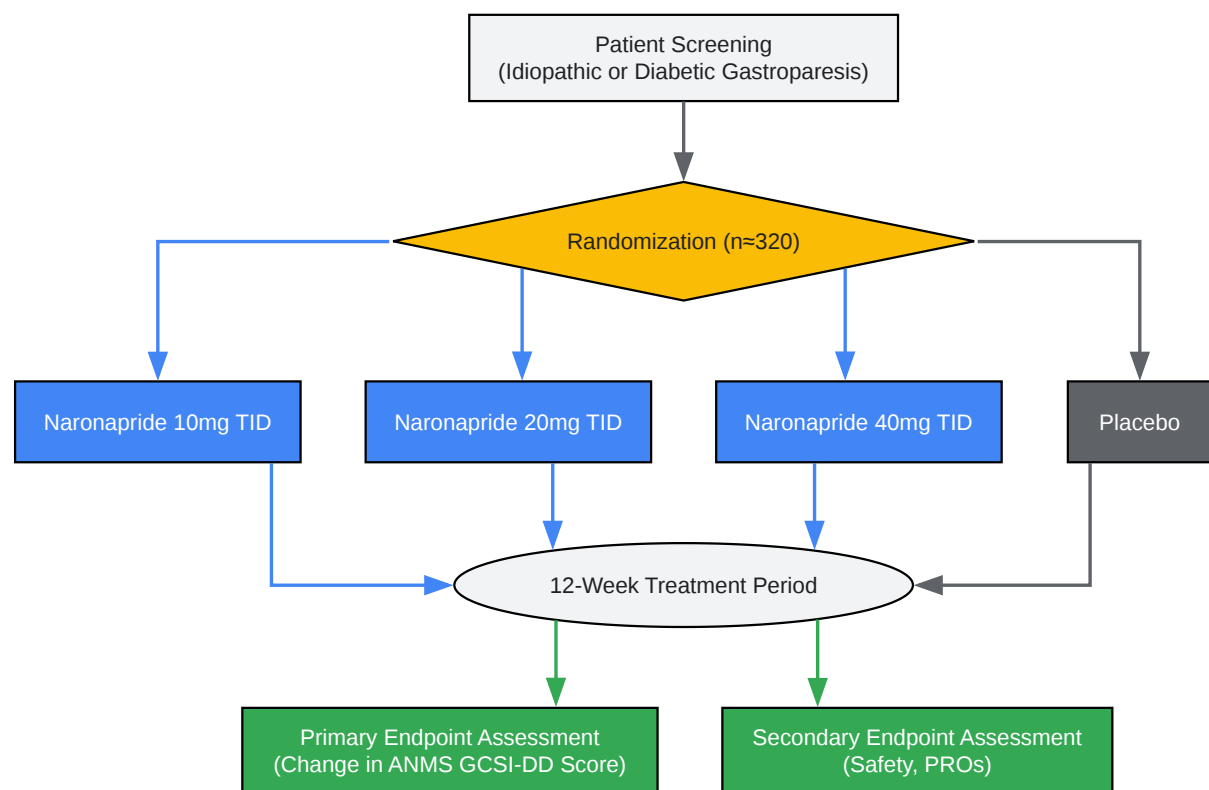 Patient Screening
(Idiopathic or Diabetic Gastroparesis)
Randomization (n≈320)
Naronapride 10mg TID
Naronapride 20mg TID
Naronapride 40mg TID
Placebo
12-Week Treatment Period
Primary Endpoint Assessment
(Change in ANMS GCSI-DD Score)
Secondary Endpoint Assessment
(Safety, PROs)